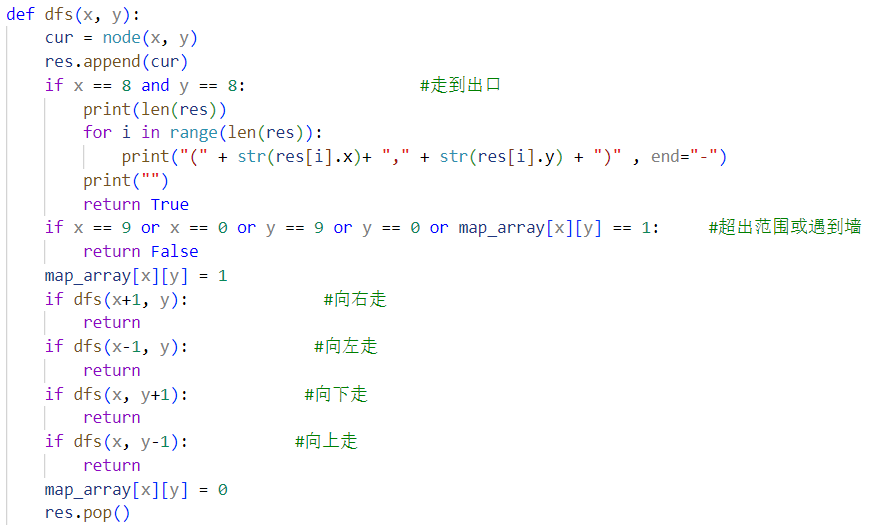 def dfs(x, y):
    cur = node(x, y)
    res.append(cur)
    if x == 8 and y == 8:                  #走到出口
        print(len(res))
        for i in range(len(res)):
            print("(" + str(res[i].x)+ "," + str(res[i].y) + ")" , end="-")
        print("")
        return True
    if x == 9 or x == 0 or y == 9 or y == 0 or map_array[x][y] == 1:     #超出范围或遇到墙
        return False
    map_array[x][y] = 1
    if dfs(x+1, y):              #向右走
        return
    if dfs(x-1, y):             #向左走
        return
    if dfs(x, y+1):            #向下走
        return
    if dfs(x, y-1):           #向上走
        return
    map_array[x][y] = 0
    res.pop()